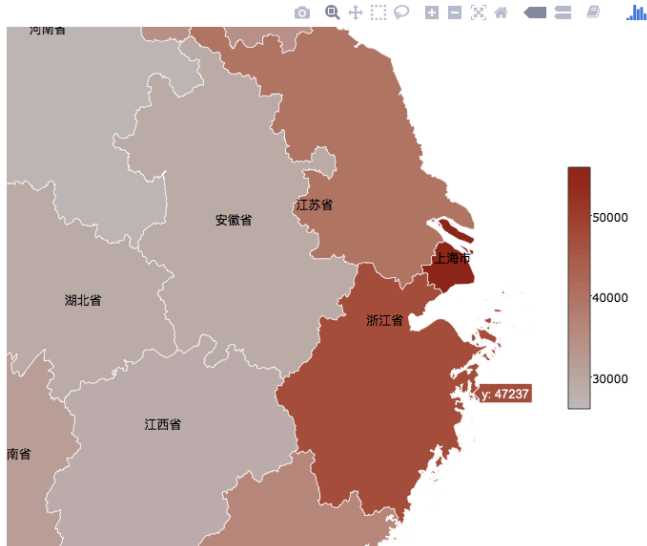 河南省
江苏省
安徽省
上海市
湖北省
浙江省
江西省
南省
y: 47237
50000
40000
30000